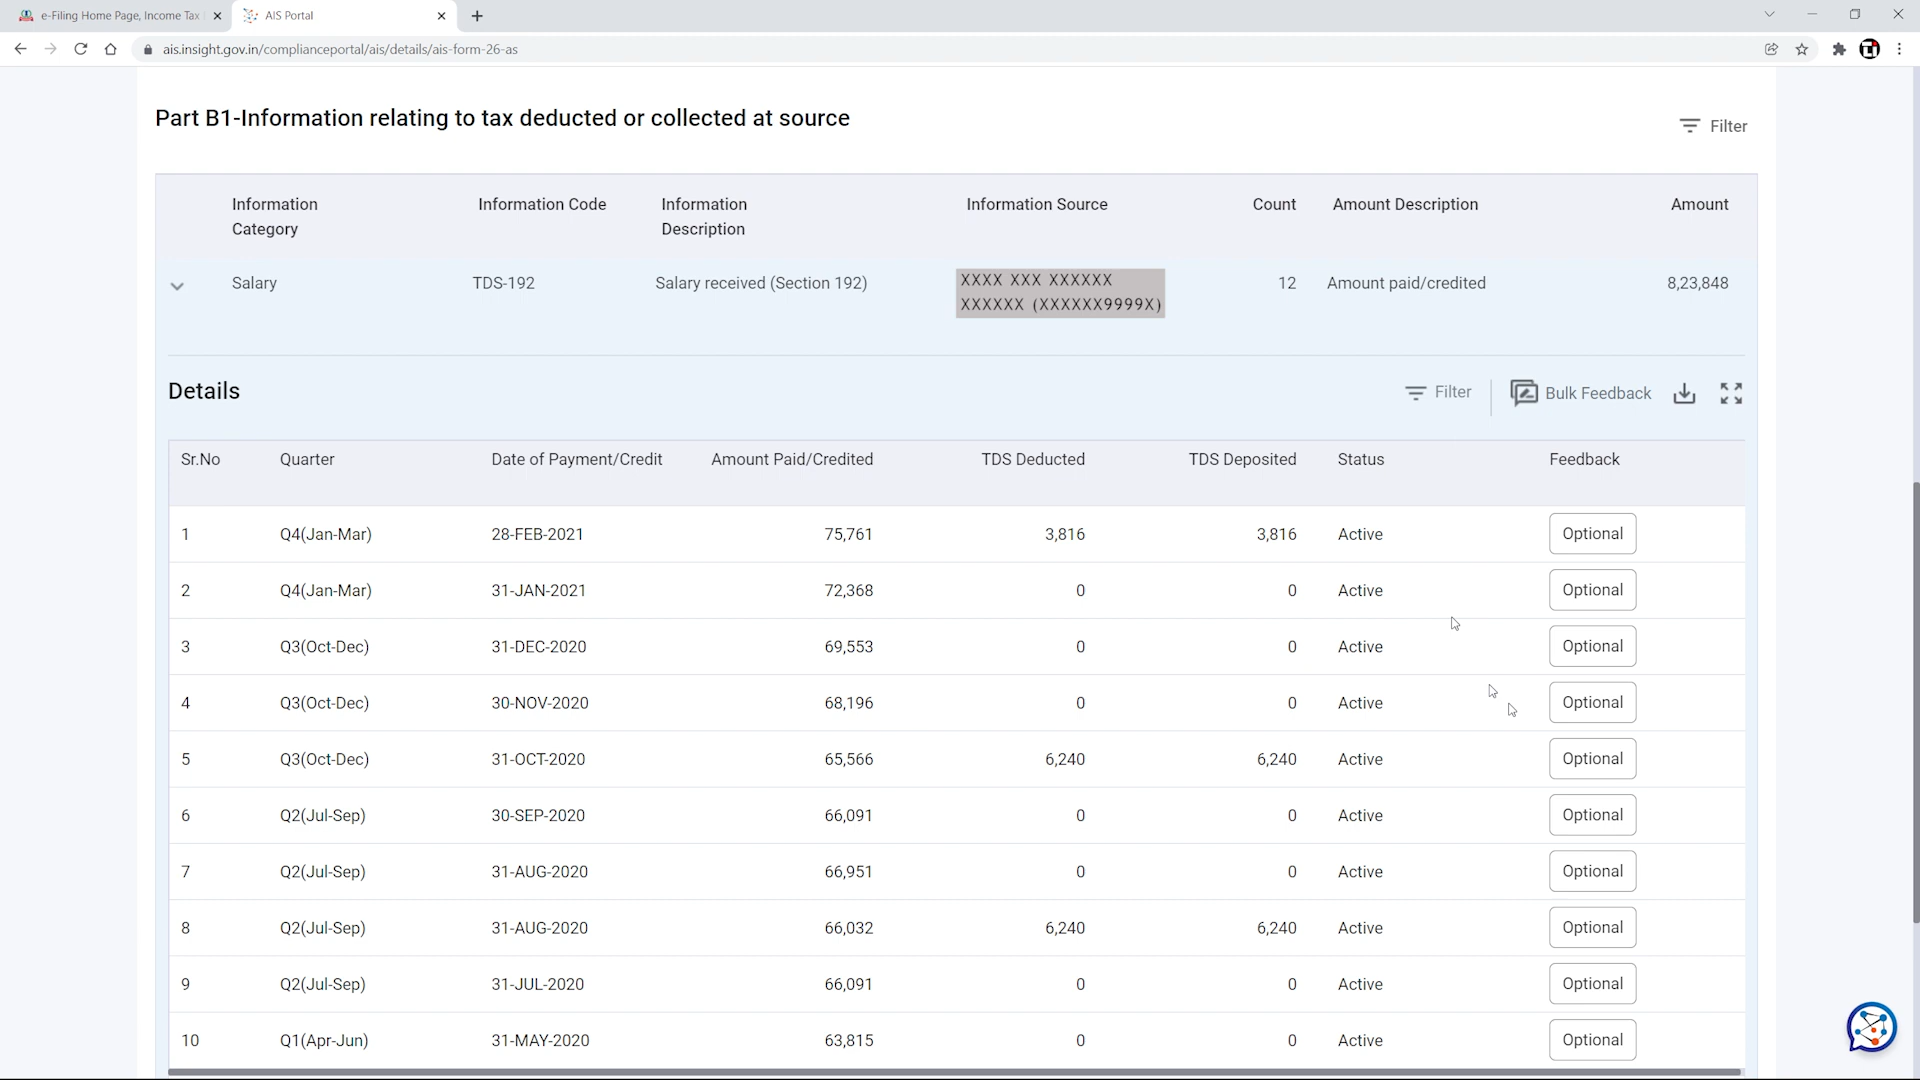 e-Filing Home Page, Income Tax
AIS Portal
ais.insight.gov.in/complianceportal/ais/details/ais-form-26-as
Part B1-Information relating to tax deducted or collected at source
Filter
Information Category Information Code Information Description Information Source Count Amount Description Amount
Salary TDS-192 Salary received (Section 192) XXXX XXX XXXXXX XXXXXX (XXXXXX9999X) 12 Amount paid/credited 8,23,848
Details
Filter Bulk Feedback
Sr.No Quarter Date of Payment/Credit Amount Paid/Credited TDS Deducted TDS Deposited Status Feedback
1 Q4(Jan-Mar) 28-FEB-2021 75,761 3,816 3,816 Active Optional
2 Q4(Jan-Mar) 31-JAN-2021 72,368 0 0 Active Optional
3 Q3(Oct-Dec) 31-DEC-2020 69,553 0 0 Active Optional
4 Q3(Oct-Dec) 30-NOV-2020 68,196 0 0 Active Optional
5 Q3(Oct-Dec) 31-OCT-2020 65,566 6,240 6,240 Active Optional
6 Q2(Jul-Sep) 30-SEP-2020 66,091 0 0 Active Optional
7 Q2(Jul-Sep) 31-AUG-2020 66,951 0 0 Active Optional
8 Q2(Jul-Sep) 31-AUG-2020 66,032 6,240 6,240 Active Optional
9 Q2(Jul-Sep) 31-JUL-2020 66,091 0 0 Active Optional
10 Q1(Apr-Jun) 31-MAY-2020 63,815 0 0 Active Optional